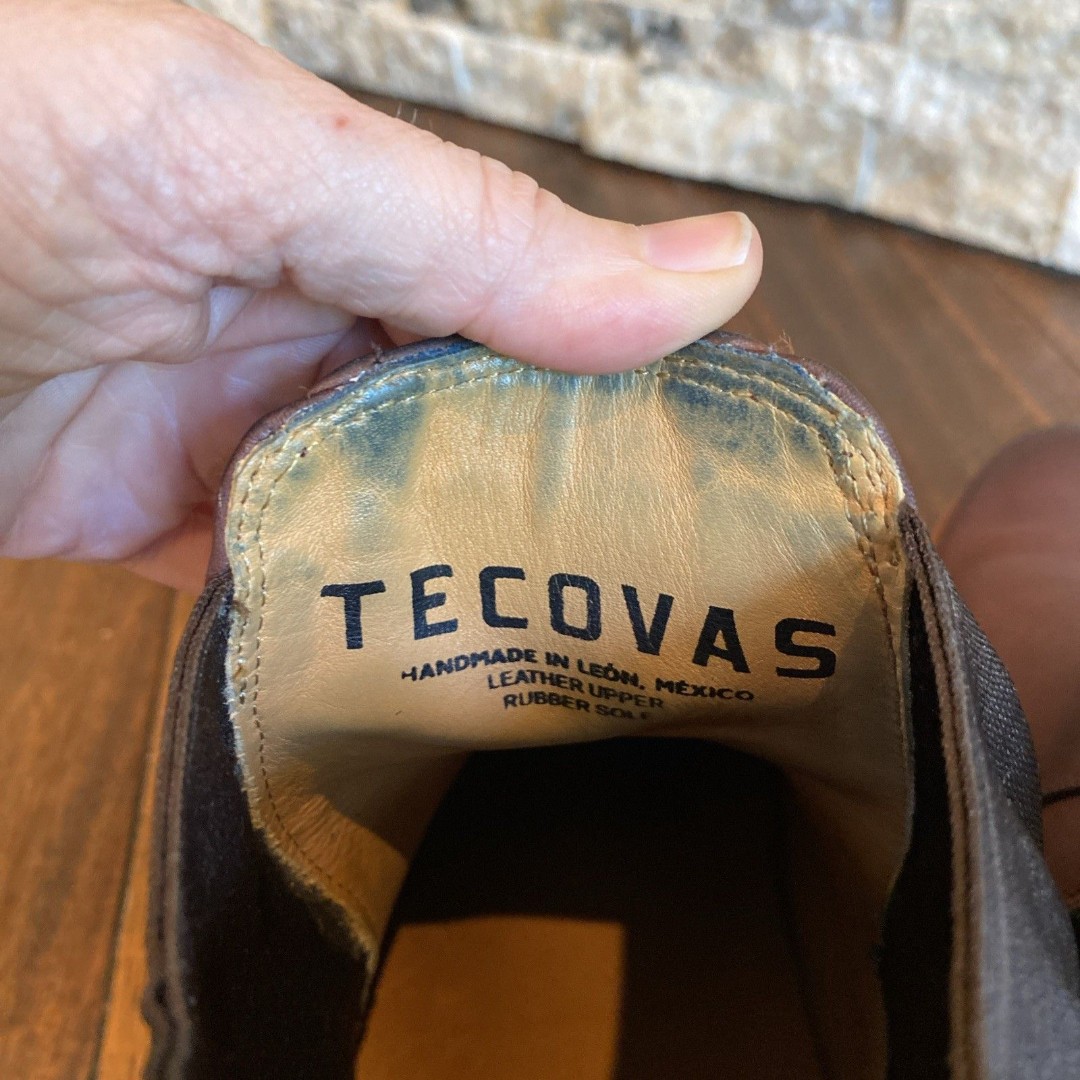 TECOVAS
HANDMADE IN LEÓN, MÉXICO
LEATHER UPPER
RUBBER SOLE